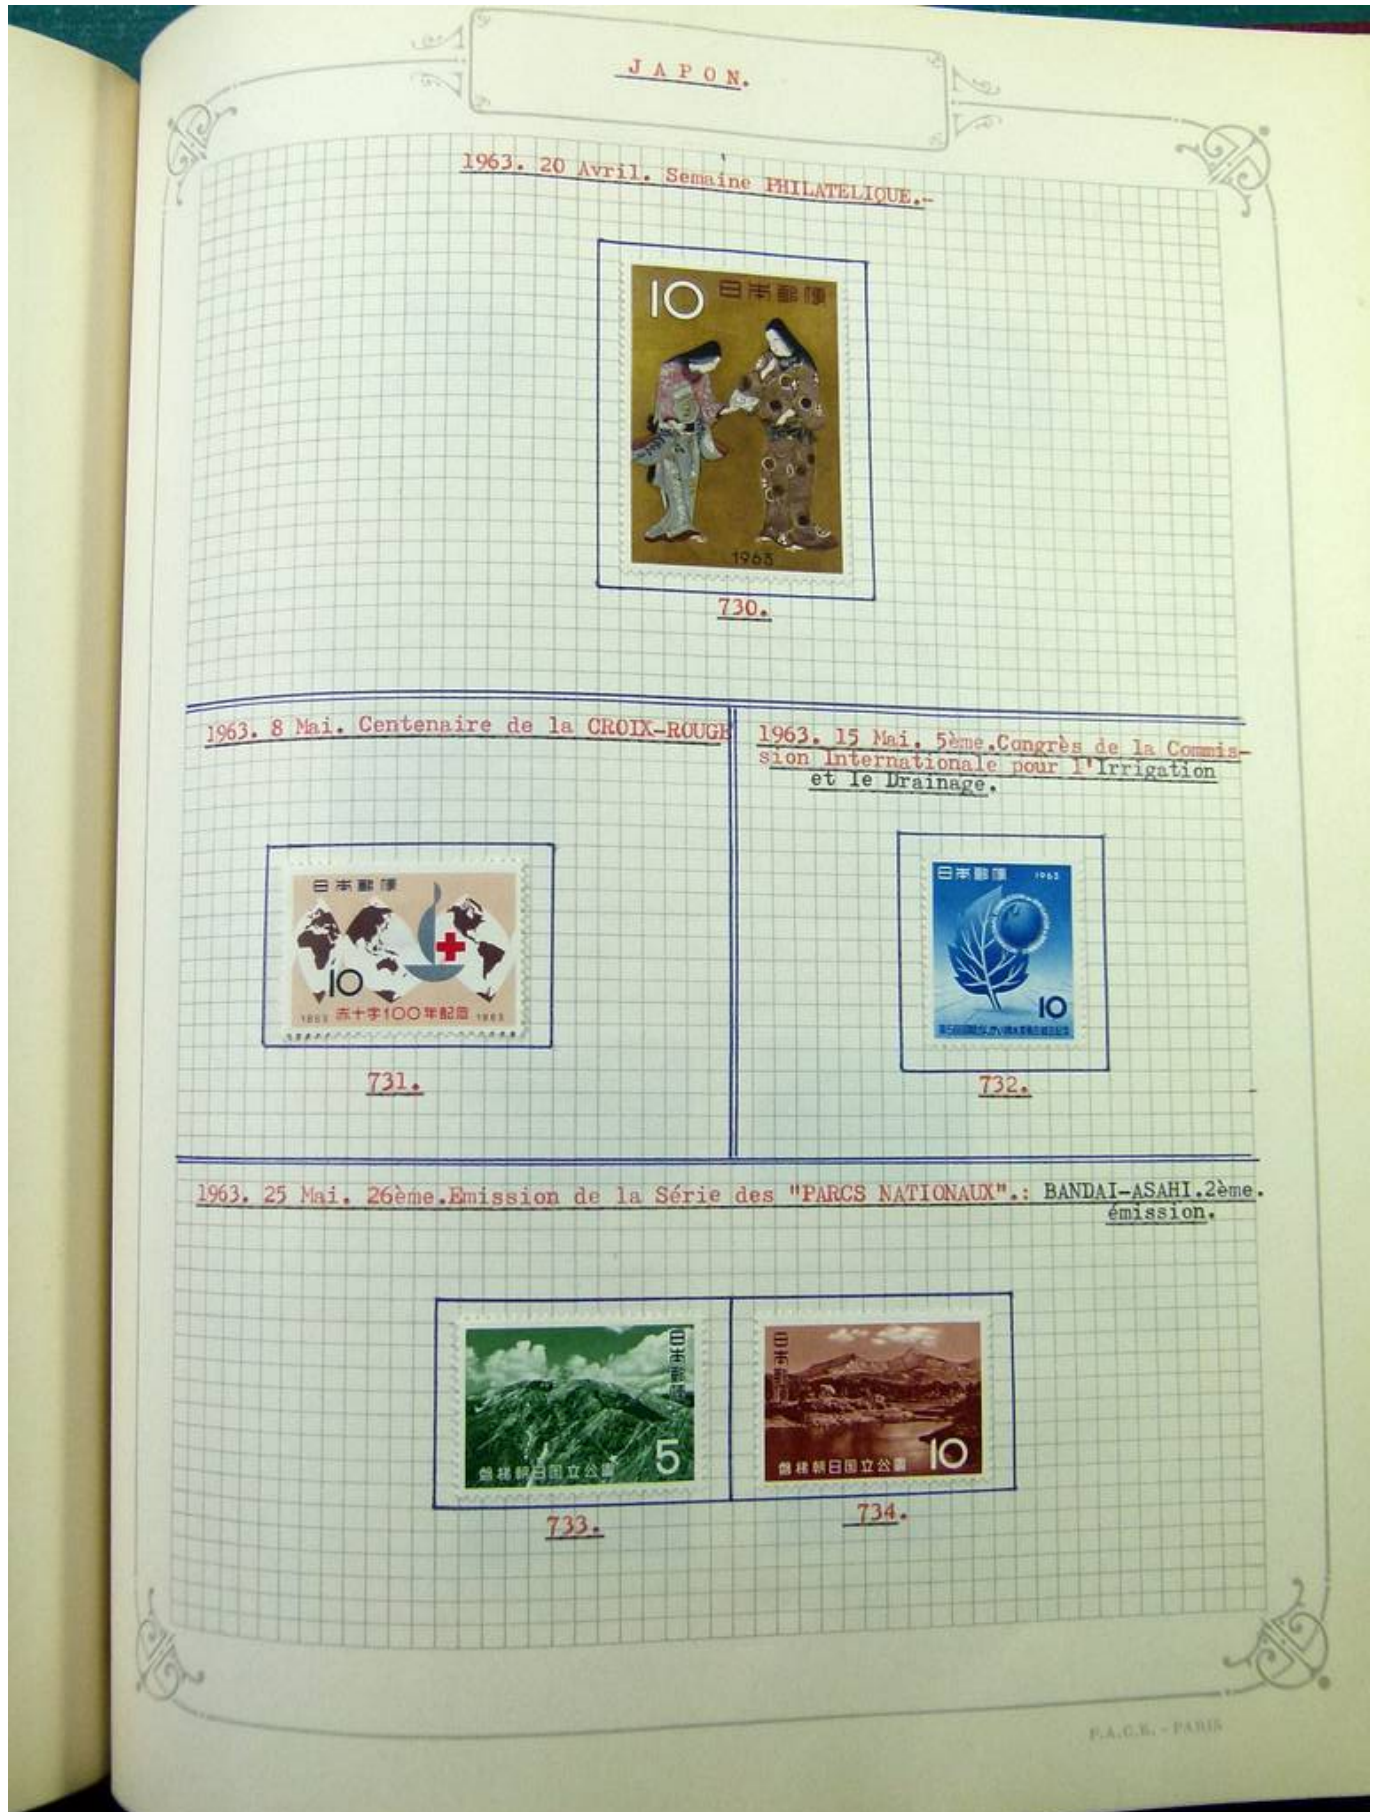 JAPON.
1963. 20 Avril. Semaine PHILATELIQUE.-
10 日本郵便
1963
730.
1963. 8 Mai. Centenaire de la CROIX-ROUGE
日本郵便
10
1863 赤十字100年記念 1963
731.
1963. 15 Mai. 5ème.Congrès de la Commis-
sion Internationale pour l'Irrigation
et le Drainage.
日本郵便 1963
10
732.
1963. 25 Mai. 26ème.Emission de la Série des "PARCS NATIONAUX".: BANDAI-ASAHI.2ème.
émission.
日本郵便
5
磐梯朝日国立公園
733.
日本郵便
10
磐梯朝日国立公園
734.
F.A.C.E. - PARIS